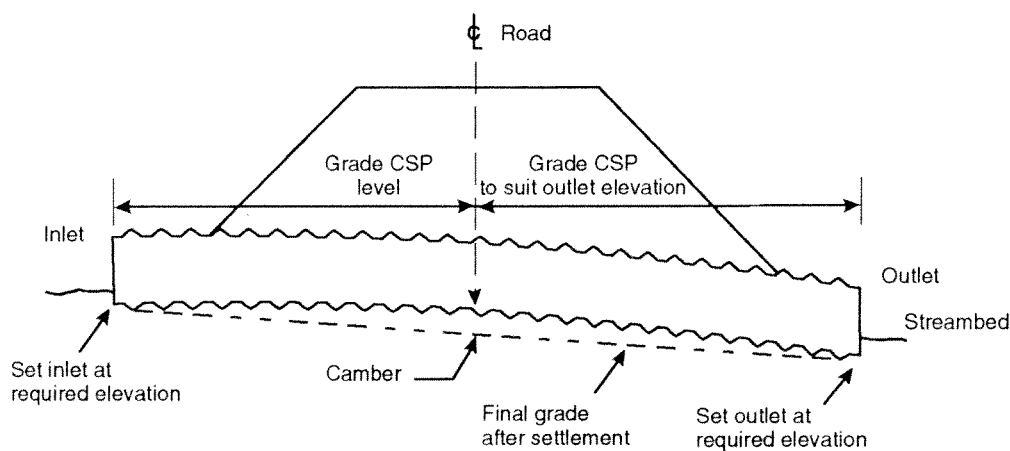 ℄ Road
Grade CSP
level
Grade CSP
to suit outlet elevation
Inlet
Outlet
Streambed
Set inlet at
required elevation
Camber
Final grade
after settlement
Set outlet at
required elevation